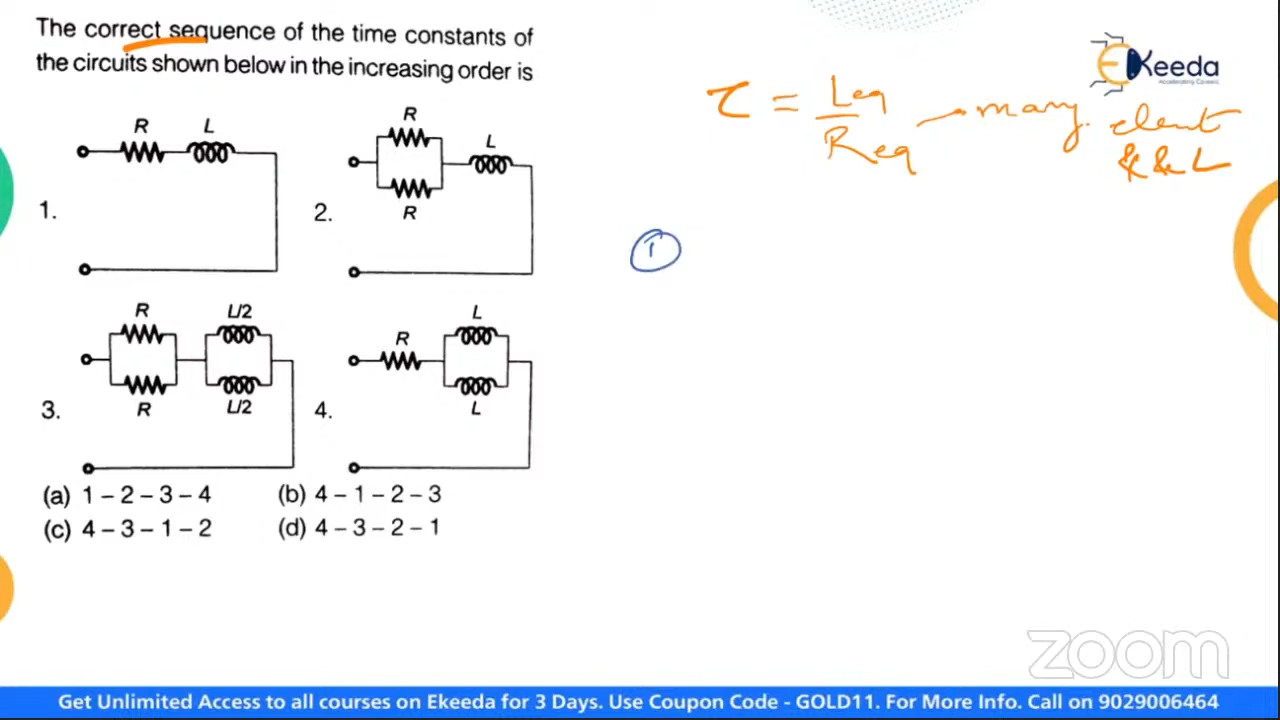 The correct sequence of the time constants of
the circuits shown below in the increasing order is
Ekeeda
Accelerating Careers
τ = Leq / Req → many. element
R & L
R L
1.
R
L
R
2.
R L/2
R L/2
3.
R L
L
4.
1
(a) 1 – 2 – 3 – 4 (b) 4 – 1 – 2 – 3
(c) 4 – 3 – 1 – 2 (d) 4 – 3 – 2 – 1
zoom
Get Unlimited Access to all courses on Ekeeda for 3 Days. Use Coupon Code - GOLD11. For More Info. Call on 9029006464